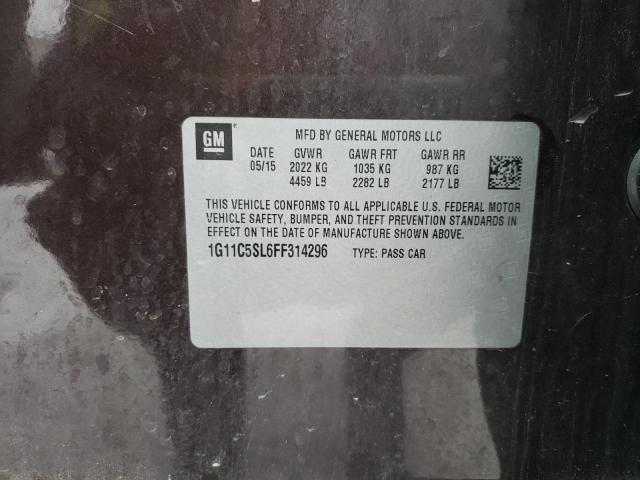 GM ® MFD BY GENERAL MOTORS LLC
DATE GVWR GAWR FRT GAWR RR
05/15 2022 KG 1035 KG 987 KG
4459 LB 2282 LB 2177 LB
THIS VEHICLE CONFORMS TO ALL APPLICABLE U.S. FEDERAL MOTOR
VEHICLE SAFETY, BUMPER, AND THEFT PREVENTION STANDARDS IN
EFFECT ON THE DATE OF MANUFACTURE SHOWN ABOVE.
1G11C5SL6FF314296 TYPE: PASS CAR